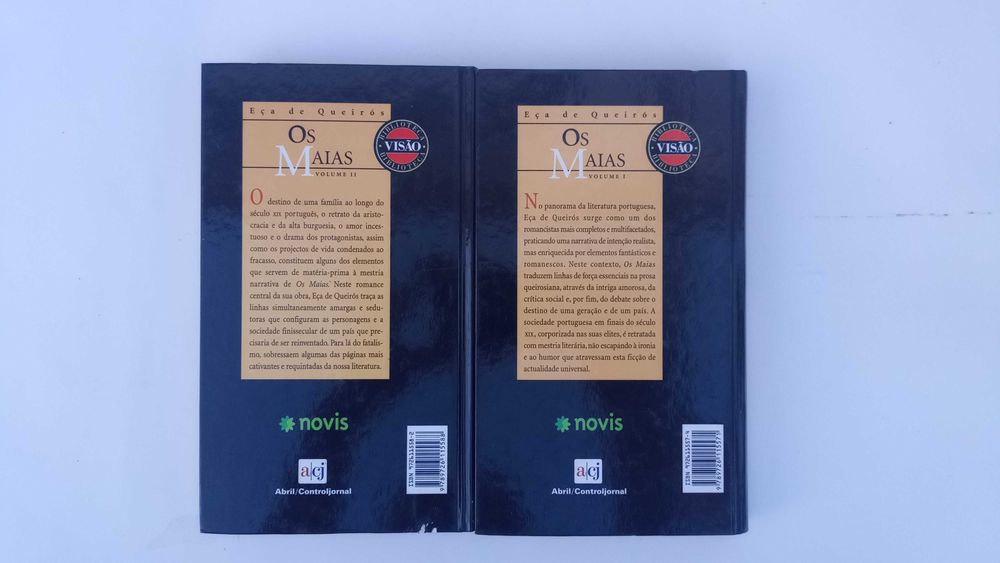 Eça de Queirós
OS
MAIAS
VOLUME II
BIBLIOTECA
VISÃO
BIBLIOTECA
O destino de uma família ao longo do
século XIX português, o retrato da aristo-
cracia e da alta burguesia, o amor inces-
tuoso e o drama dos protagonistas, assim
como os projectos de vida condenados ao
fracasso, constituem alguns dos elementos
que servem de matéria-prima à mestria
narrativa de Os Maias. Neste romance
central da sua obra, Eça de Queirós traça as
linhas simultaneamente amargas e sedu-
toras que configuram as personagens e a
sociedade finissecular de um país que pre-
cisaria de ser reinventado. Para lá do fatalis-
mo, sobressaem algumas das páginas mais
cativantes e requintadas da nossa literatura.
novis
a|cj
Abril/Controljornal
ISBN 972611558-2
9789726115588
Eça de Queirós
OS
MAIAS
VOLUME I
BIBLIOTECA
VISÃO
BIBLIOTECA
No panorama da literatura portuguesa,
Eça de Queirós surge como um dos
romancistas mais completos e multifacetados,
praticando uma narrativa de intenção realista,
mas enriquecida por elementos fantásticos e
romanescos. Neste contexto, Os Maias
traduzem linhas de força essenciais na prosa
queirosiana, através da intriga amorosa, da
crítica social e, por fim, do debate sobre o
destino de uma geração e de um país. A
sociedade portuguesa em finais do século
XIX, corporizada nas suas elites, é retratada
com mestria literária, não escapando à ironia
e ao humor que atravessam esta ficção de
actualidade universal.
novis
a|cj
Abril/Controljornal
ISBN 972611557-4
9789726115571